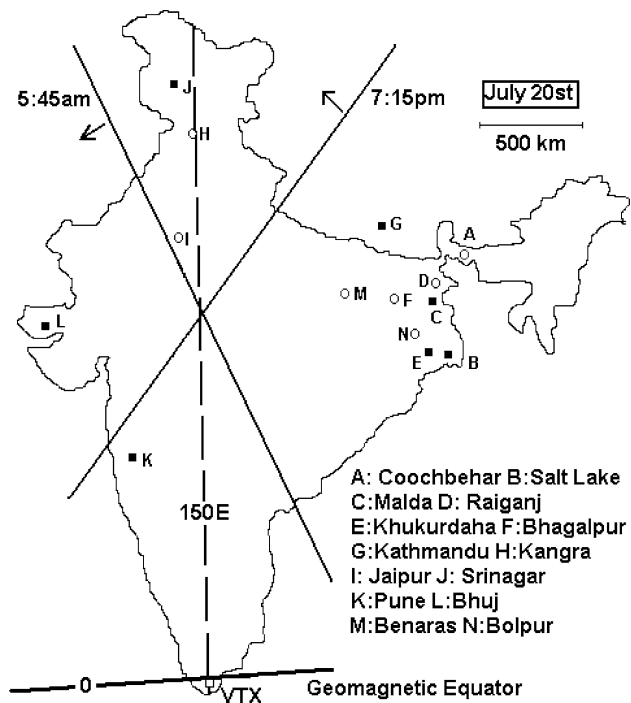 July 20st
500 km
5:45am
7:15pm
J
H
G
A
I
D
M
F
C
L
N
E
B
K
150E
A: Coochbehar B:Salt Lake
C:Malda D: Raiganj
E:Khukurdaha F:Bhagalpur
G:Kathmandu H:Kangra
I: Jaipur J: Srinagar
K:Pune L:Bhuj
M:Benaras N:Bolpur
0
VTX
Geomagnetic Equator